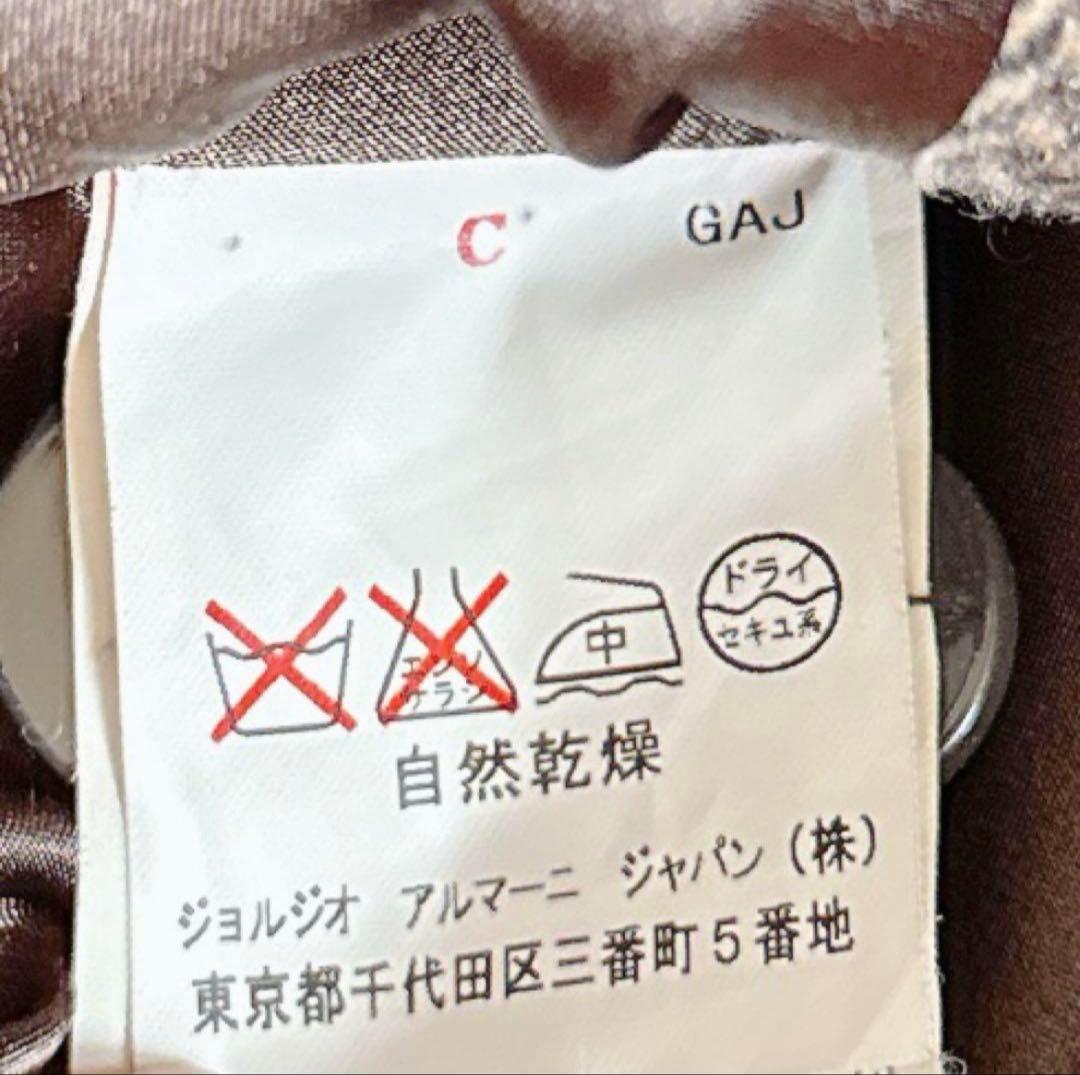 C GAJ
エンソ
サラシ
中
ドライ
セキユ系
自然乾燥
ジョルジオ アルマーニ ジャパン（株）
東京都千代田区三番町５番地